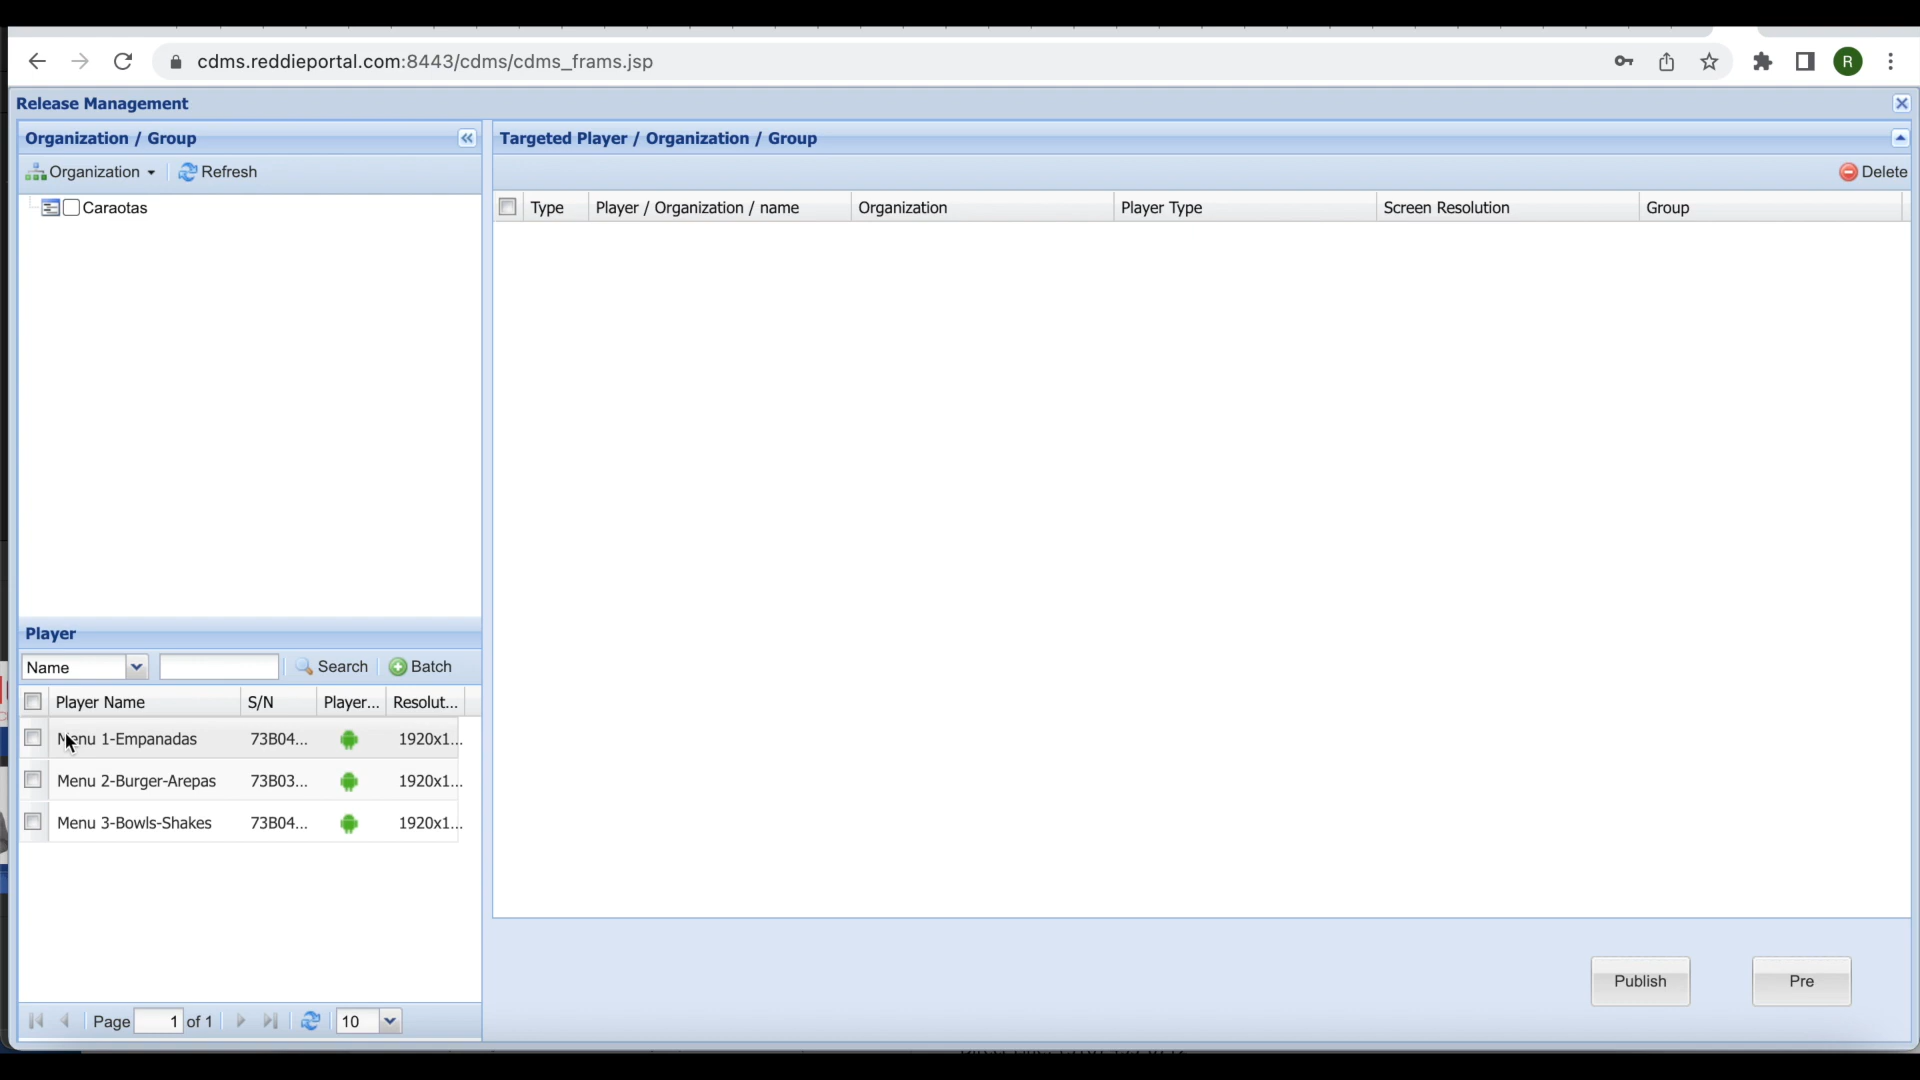 cdms.reddieportal.com:8443/cdms/cdms_frams.jsp
R
Release Management
Organization / Group
Targeted Player / Organization / Group
Organization
Refresh
Delete
Caraotas
Type
Player / Organization / name
Organization
Player Type
Screen Resolution
Group
Player
Name
Search
Batch
Player Name
S/N
Player...
Resolut...
Menu 1-Empanadas
73B04...
1920x1...
Menu 2-Burger-Arepas
73B03...
1920x1...
Menu 3-Bowls-Shakes
73B04...
1920x1...
Publish
Pre
Page 1 of 1
10